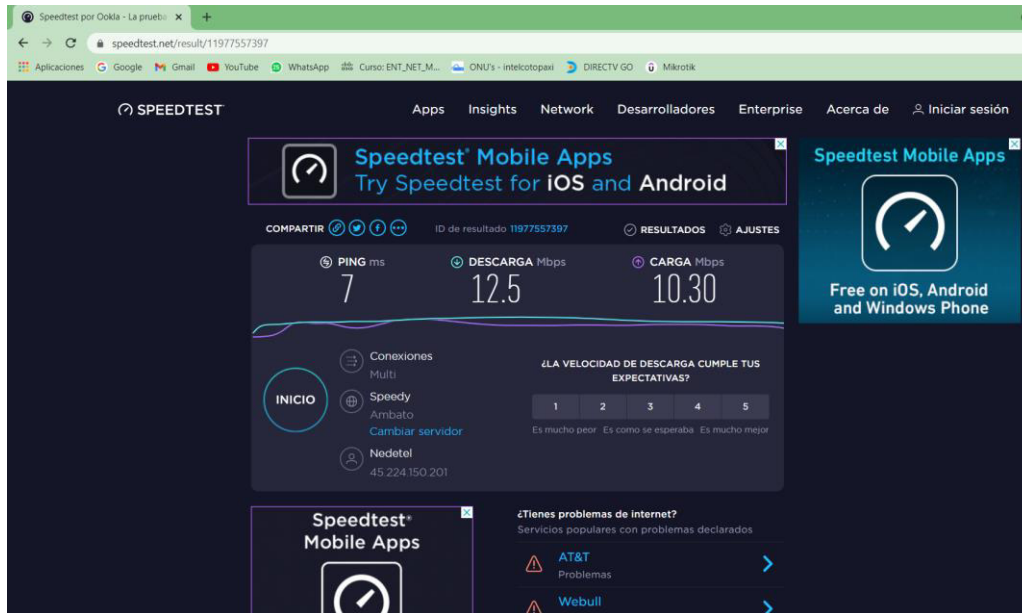 Speedtest por Ookla - La prueba
speedtest.net/result/11977557397
Aplicaciones Google Gmail YouTube WhatsApp Curso: ENT_NET_M... ONU's - intelcotopaxi DIRECTV GO Mikrotik
SPEEDTEST Apps Insights Network Desarrolladores Enterprise Acerca de Iniciar sesión
Speedtest® Mobile Apps
Try Speedtest for iOS and Android
Speedtest Mobile Apps
Free on iOS, Android
and Windows Phone
COMPARTIR ID de resultado 11977557397 RESULTADOS AJUSTES
PING ms DESCARGA Mbps CARGA Mbps
7 12.5 10.30
INICIO
Conexiones
Multi
Speedy
Ambato
Cambiar servidor
Nedetel
45.224.150.201
¿LA VELOCIDAD DE DESCARGA CUMPLE TUS
EXPECTATIVAS?
1 2 3 4 5
Es mucho peor Es como se esperaba Es mucho mejor
Speedtest®
Mobile Apps
¿Tienes problemas de internet?
Servicios populares con problemas declarados
AT&T
Problemas
Webull